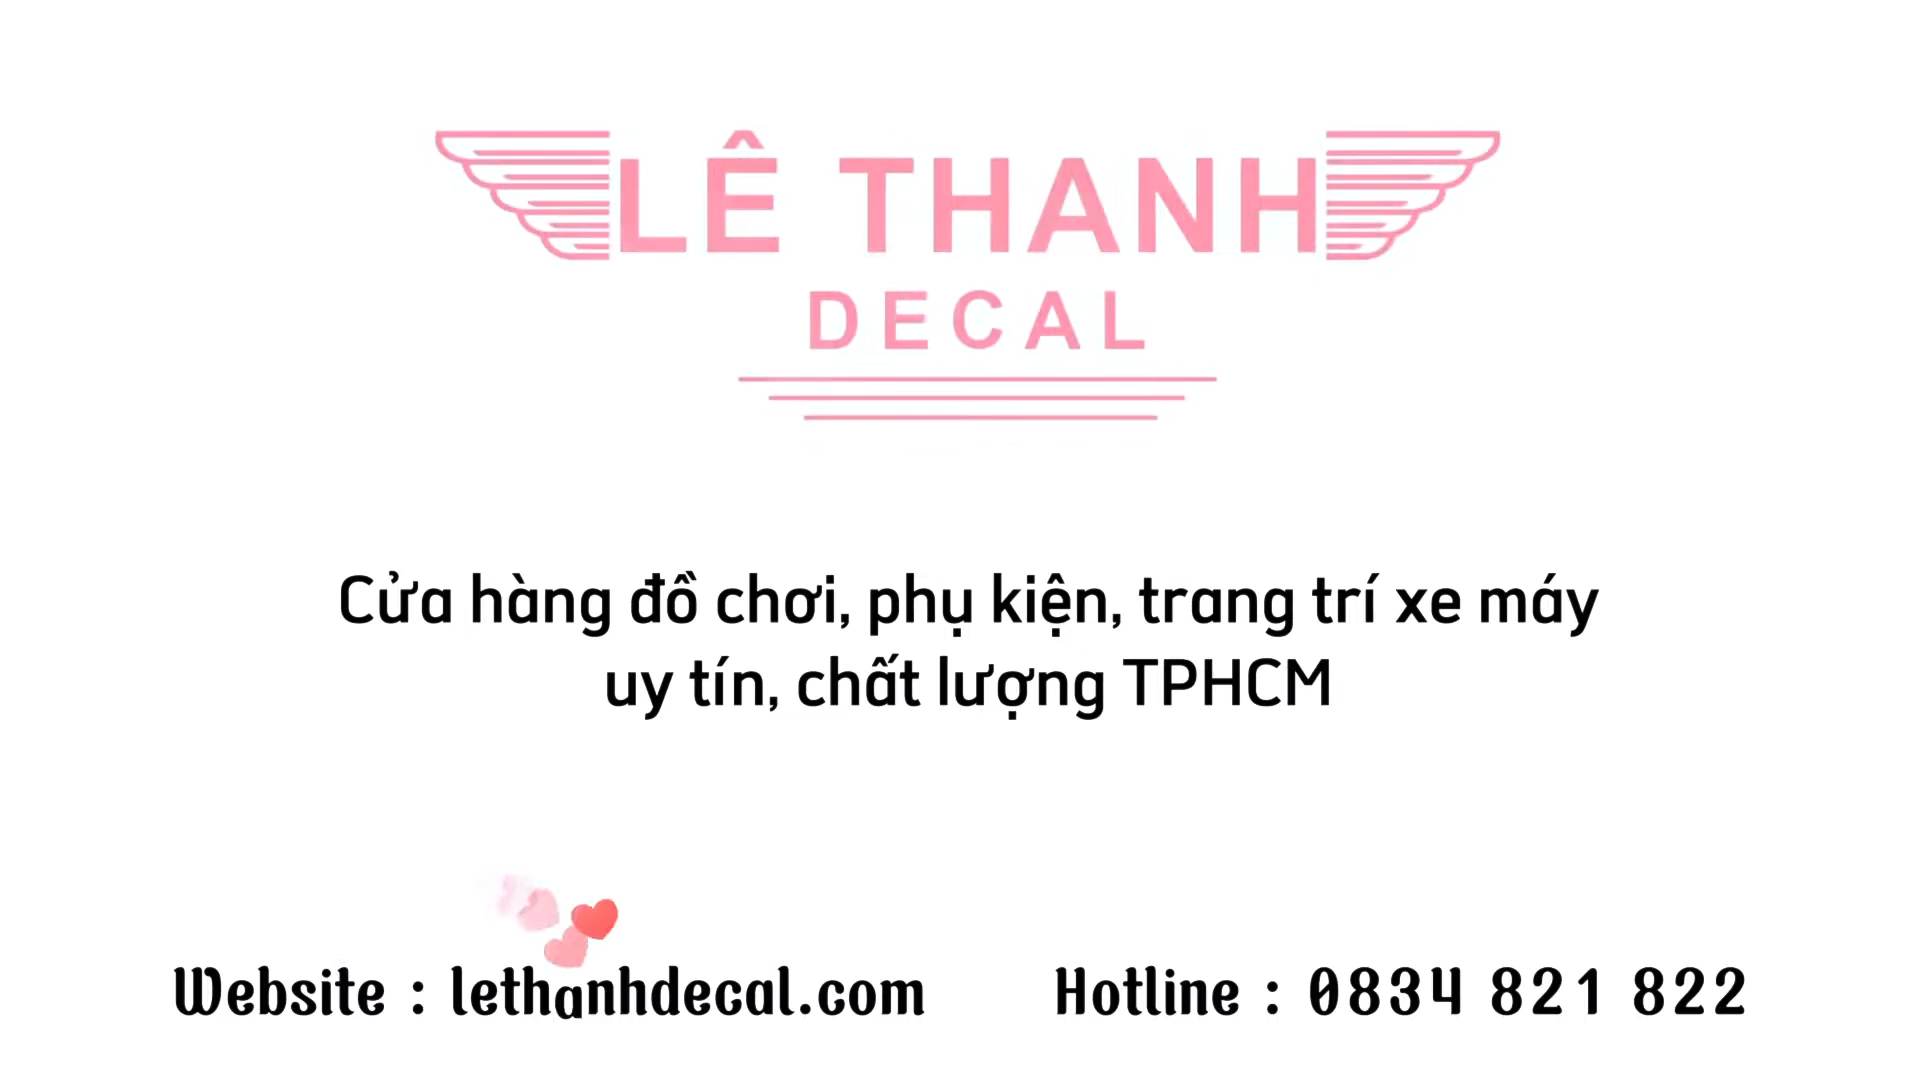 LÊ THANH
DECAL
Cửa hàng đồ chơi, phụ kiện, trang trí xe máy
uy tín, chất lượng TPHCM
Website : lethanhdecal.com
Hotline : 0834 821 822